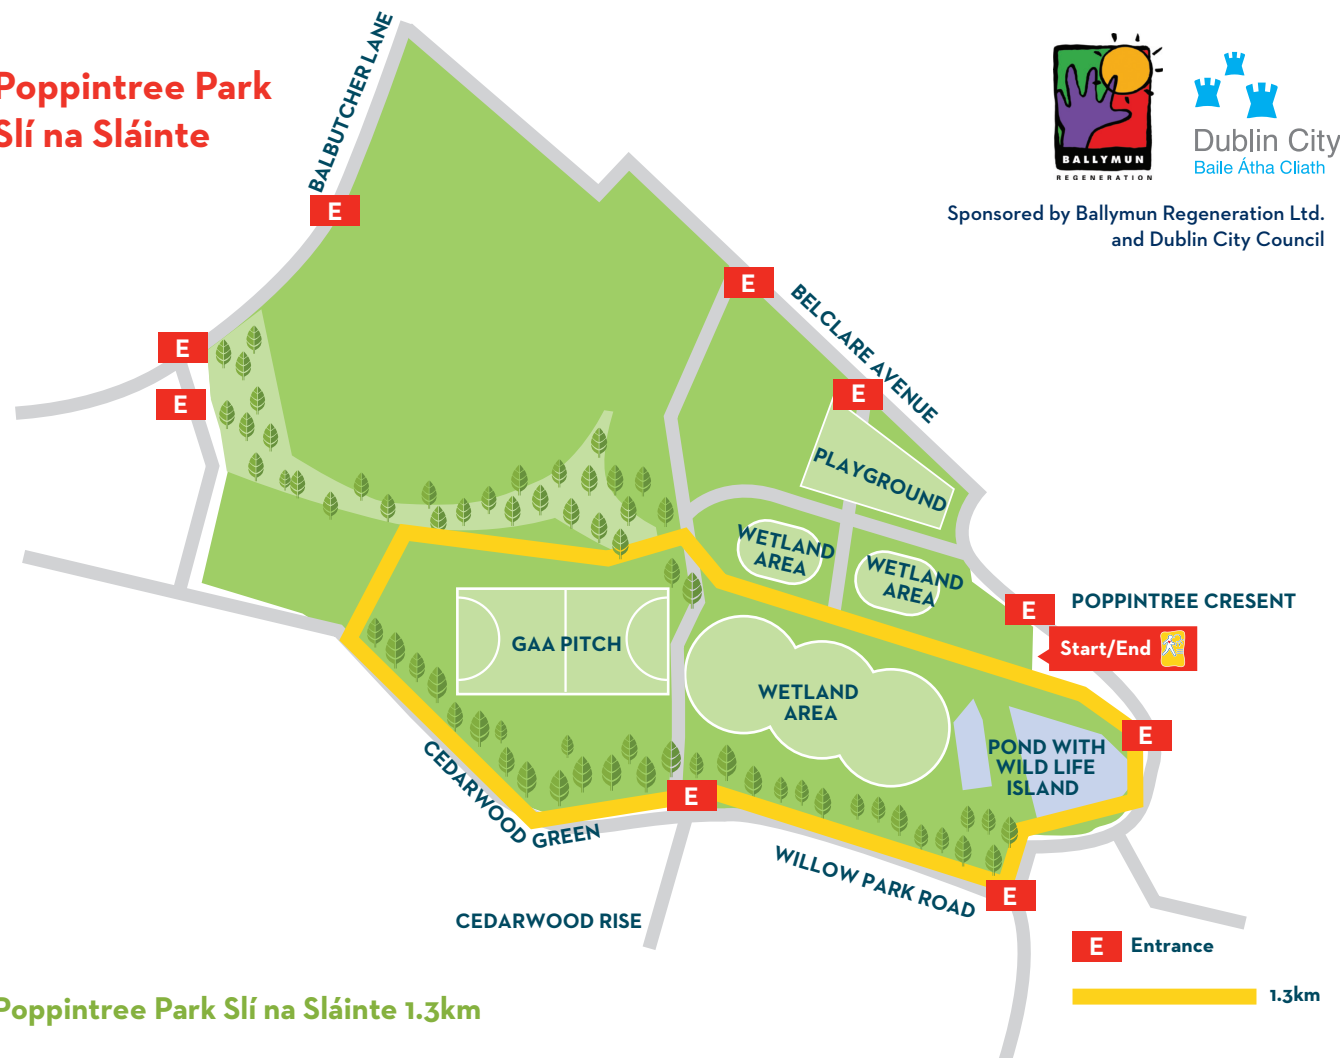 Poppintree Park
Slí na Sláinte
BALBUTCHER LANE
BALLYMUN
REGENERATION
Dublin City
Baile Átha Cliath
Sponsored by Ballymun Regeneration Ltd.
and Dublin City Council
E
E
E
E
E
BELCLARE AVENUE
PLAYGROUND
WETLAND
AREA
WETLAND
AREA
E
POPPINTREE CRESENT
Start/End
GAA PITCH
WETLAND
AREA
E
POND WITH
WILD LIFE
ISLAND
CEDARWOOD GREEN
E
WILLOW PARK ROAD
E
CEDARWOOD RISE
E Entrance
1.3km
Poppintree Park Slí na Sláinte 1.3km